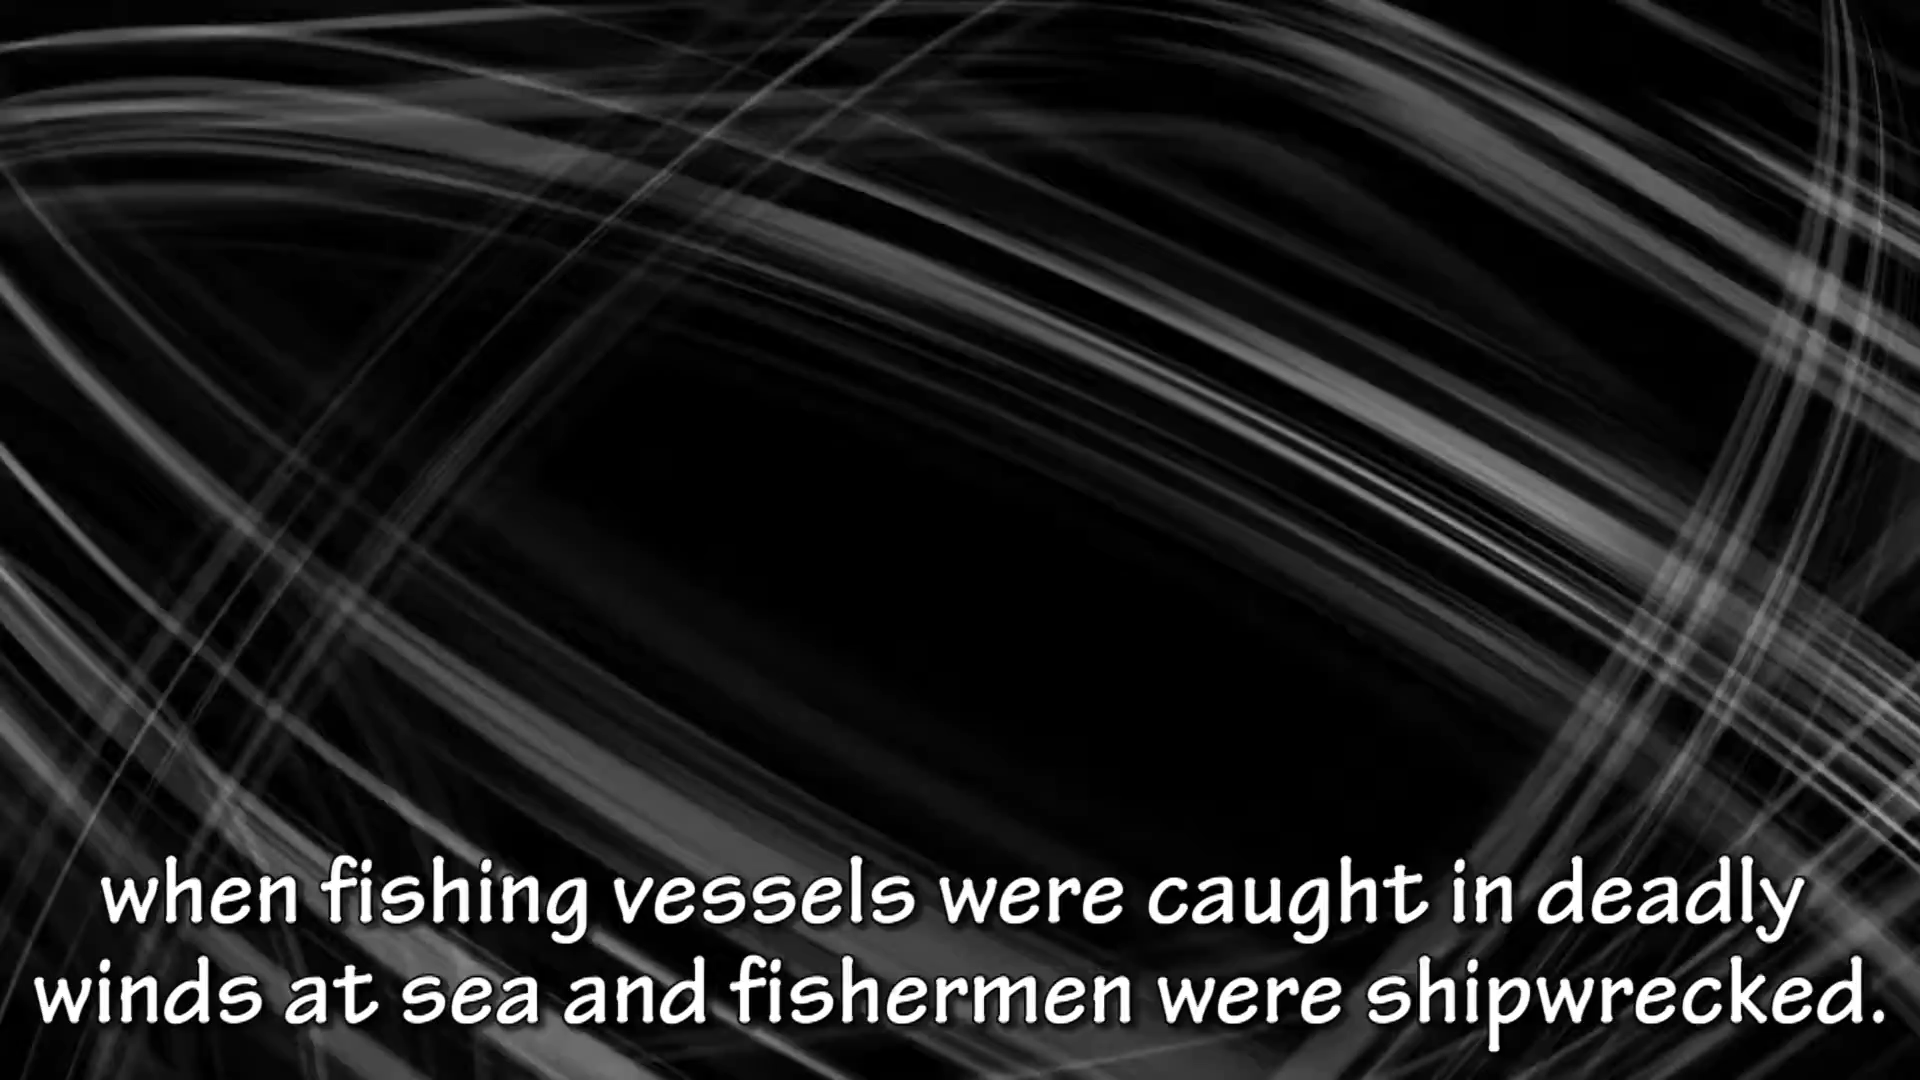 when fishing vessels were caught in deadly
winds at sea and fishermen were shipwrecked.